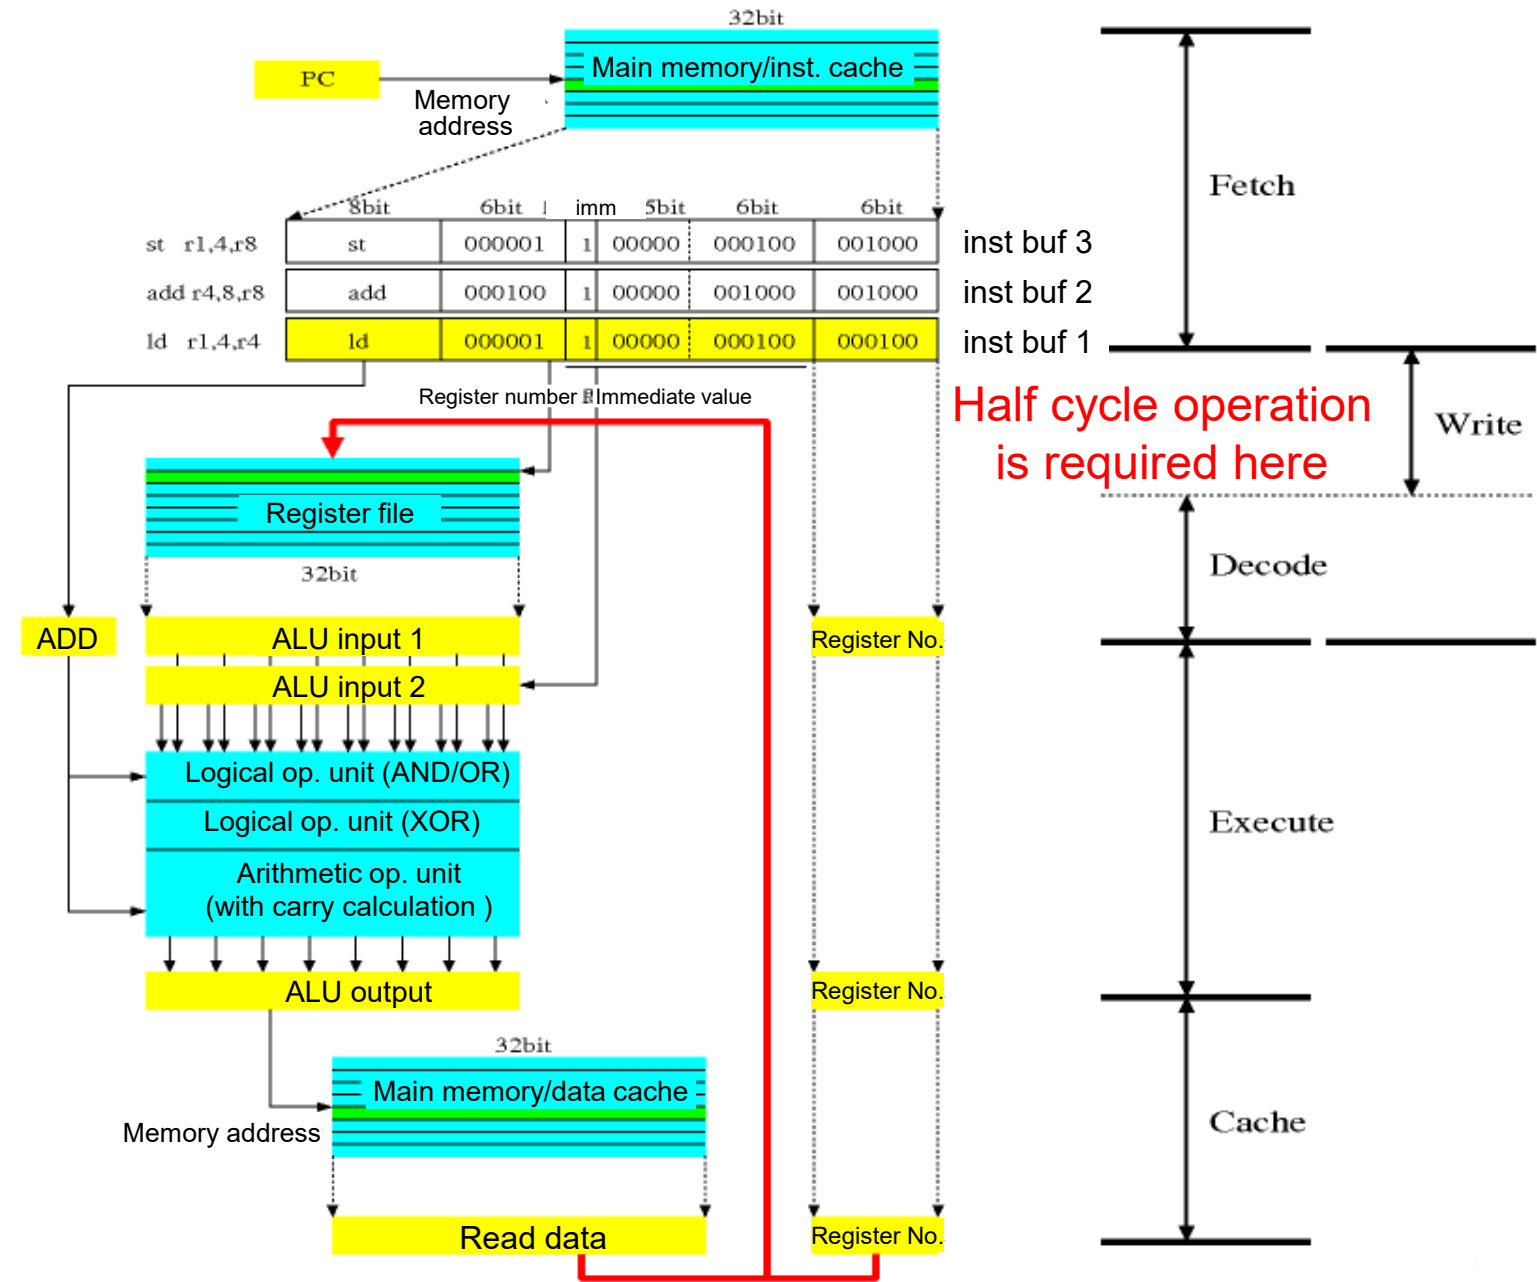 32bit
PC
Main memory/inst. cache
Memory
address
Fetch
8bit 6bit imm 5bit 6bit 6bit
st r1,4,r8 st 000001 1 00000 000100 001000 inst buf 3
add r4,8,r8 add 000100 1 00000 001000 001000 inst buf 2
ld r1,4,r4 ld 000001 1 00000 000100 000100 inst buf 1
Register number Immediate value
Half cycle operation
is required here
Write
Register file
32bit
Decode
ADD
ALU input 1
Register No.
ALU input 2
Logical op. unit (AND/OR)
Logical op. unit (XOR)
Execute
Arithmetic op. unit
(with carry calculation )
ALU output
Register No.
32bit
Main memory/data cache
Memory address
Cache
Read data
Register No.